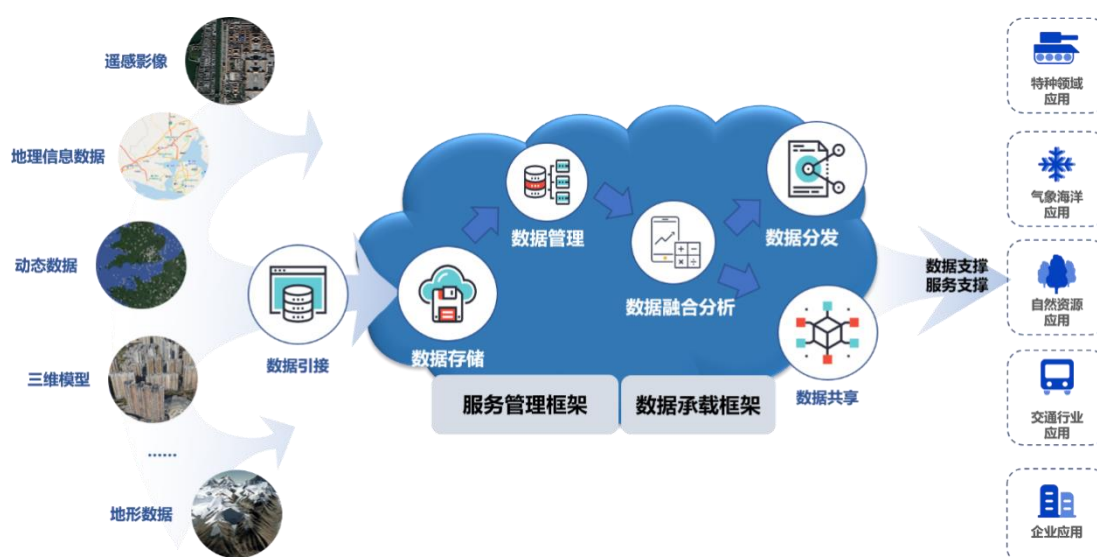 遥感影像
地理信息数据
动态数据
三维模型
……
地形数据
数据引接
数据存储
数据管理
数据融合分析
数据分发
数据共享
服务管理框架
数据承载框架
数据支撑
服务支撑
特种领域
应用
气象海洋
应用
自然资源
应用
交通行业
应用
企业应用